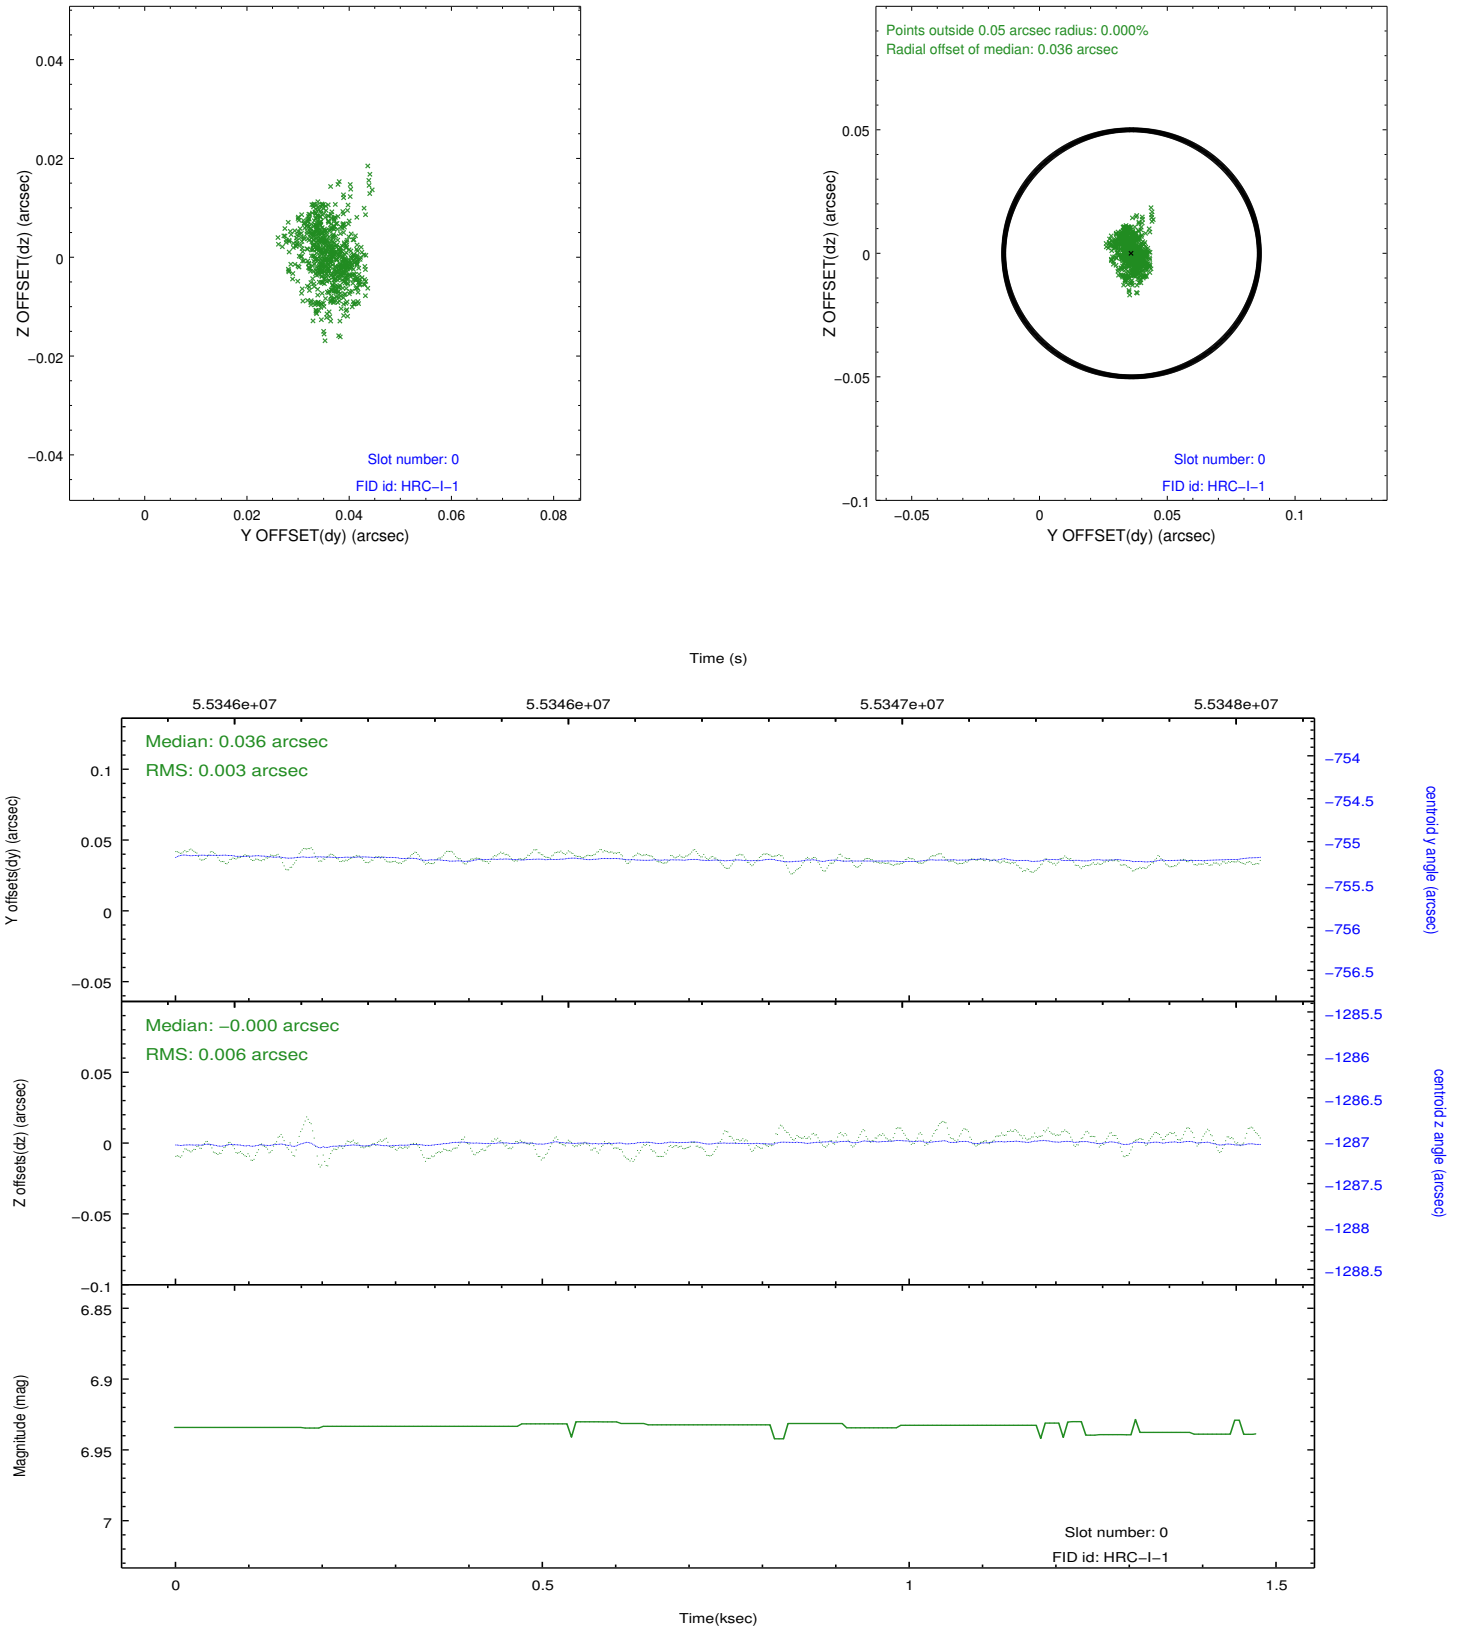 0.04
0.02
0
−0.02
−0.04
Z OFFSET(dz) (arcsec)
Slot number: 0
FID id: HRC−I−1
0
0.02
0.04
0.06
0.08
Y OFFSET(dy) (arcsec)
Points outside 0.05 arcsec radius: 0.000%
Radial offset of median: 0.036 arcsec
0.05
0
−0.05
−0.1
Z OFFSET(dz) (arcsec)
Slot number: 0
FID id: HRC−I−1
−0.05
0
0.05
0.1
Y OFFSET(dy) (arcsec)
Time (s)
5.5346e+07
5.5346e+07
5.5347e+07
5.5348e+07
Median: 0.036 arcsec
RMS: 0.003 arcsec
0.1
0.05
0
−0.05
Y offsets(dy) (arcsec)
−754
−754.5
−755
−755.5
−756
−756.5
centroid y angle (arcsec)
Median: −0.000 arcsec
RMS: 0.006 arcsec
0.05
0
−0.05
−0.1
Z offsets(dz) (arcsec)
−1285.5
−1286
−1286.5
−1287
−1287.5
−1288
−1288.5
centroid z angle (arcsec)
6.85
6.9
6.95
7
Magnitude (mag)
Slot number: 0
FID id: HRC−I−1
0
0.5
1
1.5
Time(ksec)